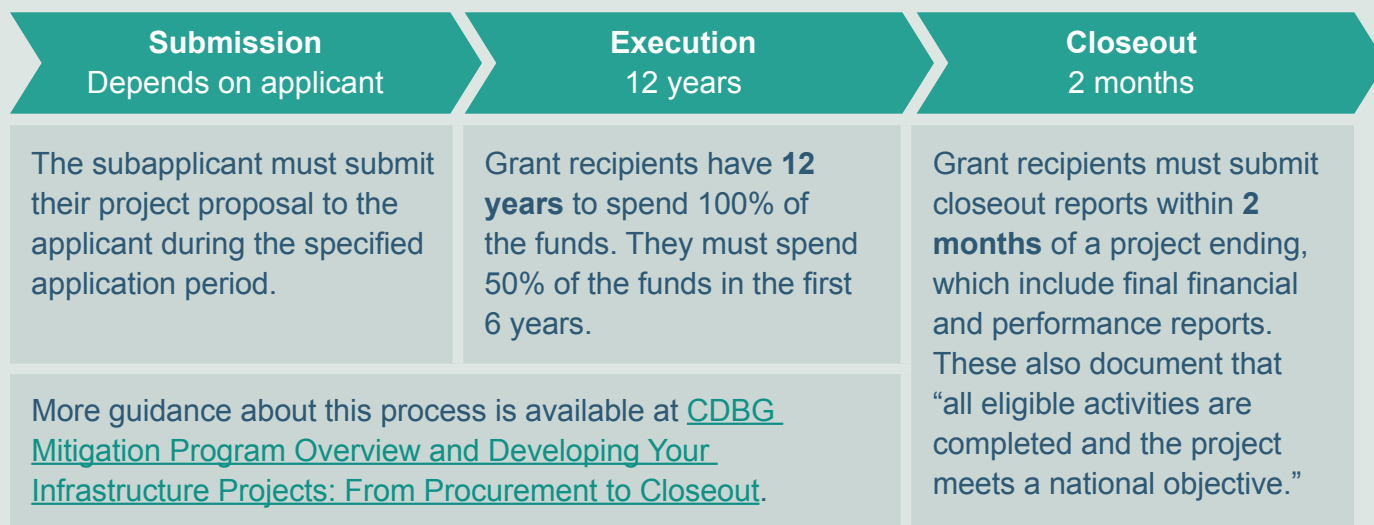 Submission
Depends on applicant
Execution
12 years
Closeout
2 months
The subapplicant must submit
their project proposal to the
applicant during the specified
application period.
Grant recipients have 12
years to spend 100% of
the funds. They must spend
50% of the funds in the first
6 years.
Grant recipients must submit
closeout reports within 2
months of a project ending,
which include final financial
and performance reports.
These also document that
“all eligible activities are
completed and the project
meets a national objective.”
More guidance about this process is available at CDBG
Mitigation Program Overview and Developing Your
Infrastructure Projects: From Procurement to Closeout.